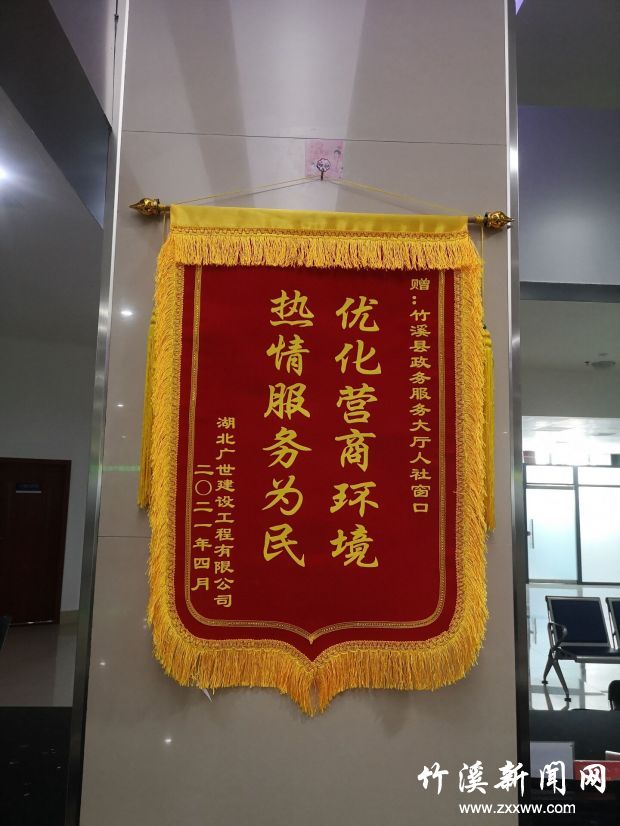 赠：竹溪县政务服务大厅人社窗口
优化营商环境
热情服务为民
湖北广世建设工程有限公司
二〇二一年四月
竹溪新闻网
www.zxxww.com